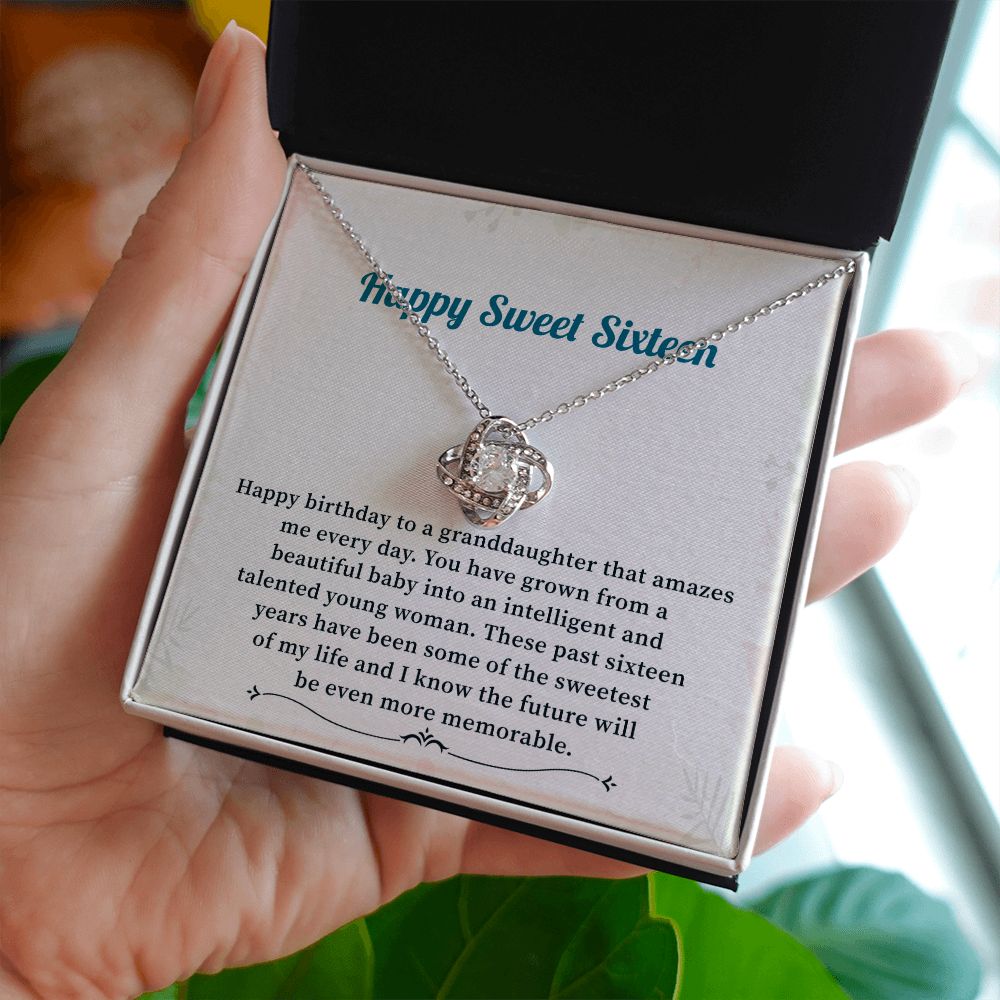 Happy Sweet Sixteen
Happy birthday to a granddaughter that amazes
me every day. You have grown from a
beautiful baby into an intelligent and
talented young woman. These past sixteen
years have been some of the sweetest
of my life and I know the future will
be even more memorable.